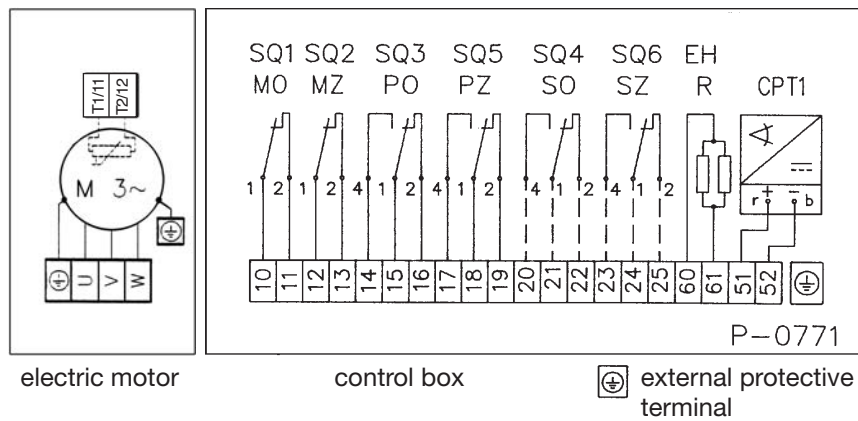 T1/11
T2/12
M 3~
U V W
SQ1 SQ2 SQ3 SQ5 SQ4 SQ6 EH
MO MZ PO PZ SO SZ R CPT1
r + − b
1 2 1 2 4 1 2 4 1 2 4 1 2 4 1 2
10 11 12 13 14 15 16 17 18 19 20 21 22 23 24 25 60 61 51 52
P-0771
electric motor
control box
external protective
terminal